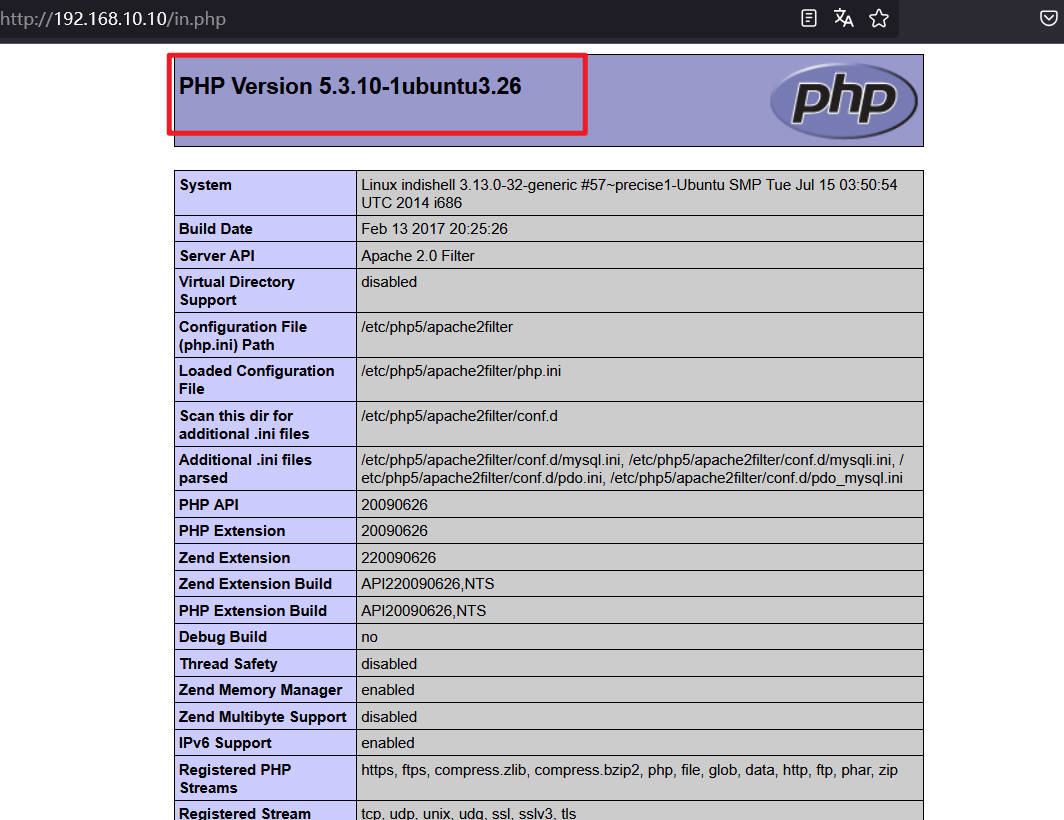 http://192.168.10.10/in.php
PHP Version 5.3.10-1ubuntu3.26
php
System
Linux indishell 3.13.0-32-generic #57~precise1-Ubuntu SMP Tue Jul 15 03:50:54
UTC 2014 i686
Build Date
Feb 13 2017 20:25:26
Server API
Apache 2.0 Filter
Virtual Directory
Support
disabled
Configuration File
(php.ini) Path
/etc/php5/apache2filter
Loaded Configuration
File
/etc/php5/apache2filter/php.ini
Scan this dir for
additional .ini files
/etc/php5/apache2filter/conf.d
Additional .ini files
parsed
/etc/php5/apache2filter/conf.d/mysql.ini, /etc/php5/apache2filter/conf.d/mysqli.ini, /
etc/php5/apache2filter/conf.d/pdo.ini, /etc/php5/apache2filter/conf.d/pdo_mysql.ini
PHP API
20090626
PHP Extension
20090626
Zend Extension
220090626
Zend Extension Build
API220090626,NTS
PHP Extension Build
API20090626,NTS
Debug Build
no
Thread Safety
disabled
Zend Memory Manager
enabled
Zend Multibyte Support
disabled
IPv6 Support
enabled
Registered PHP
Streams
https, ftps, compress.zlib, compress.bzip2, php, file, glob, data, http, ftp, phar, zip
Registered Stream
tcp, udp, unix, udg, ssl, sslv3, tls